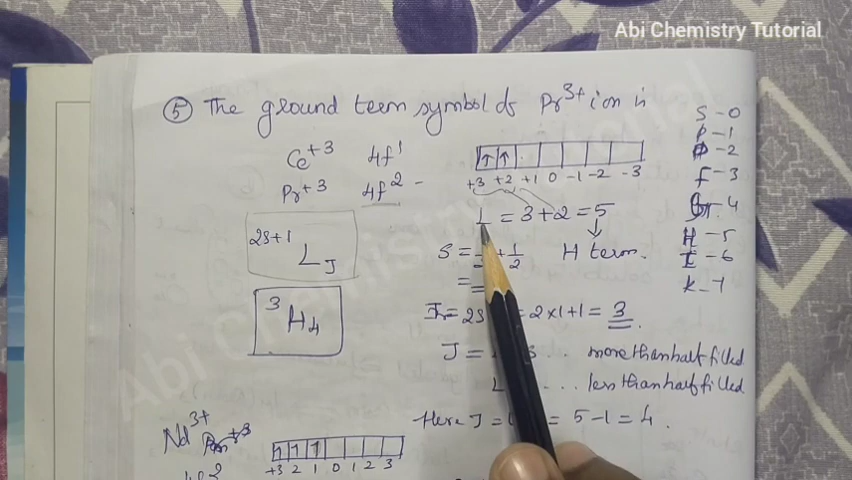 Abi Chemistry Tutorial
⑤ The ground term symbol of Pr³⁺ ion is
Ce⁺³ 4f¹
Pr⁺³ 4f² -
↑ ↑
+3 +2 +1 0 -1 -2 -3
L = 3+2 = 5
H term.
S = + 1/2
=
2S+1 L J
³H₄
= 2×1+1 = 3.
J = .. more than half filled
L ... less than half filled
Here J = = 5-1 = 4.
S - 0
P - 1
- 2
f - 3
4
H - 5
I - 6
K - 7
Nd³⁺
↑ ↑ ↑
+3 2 1 0 1 2 3
Abi Chemistry